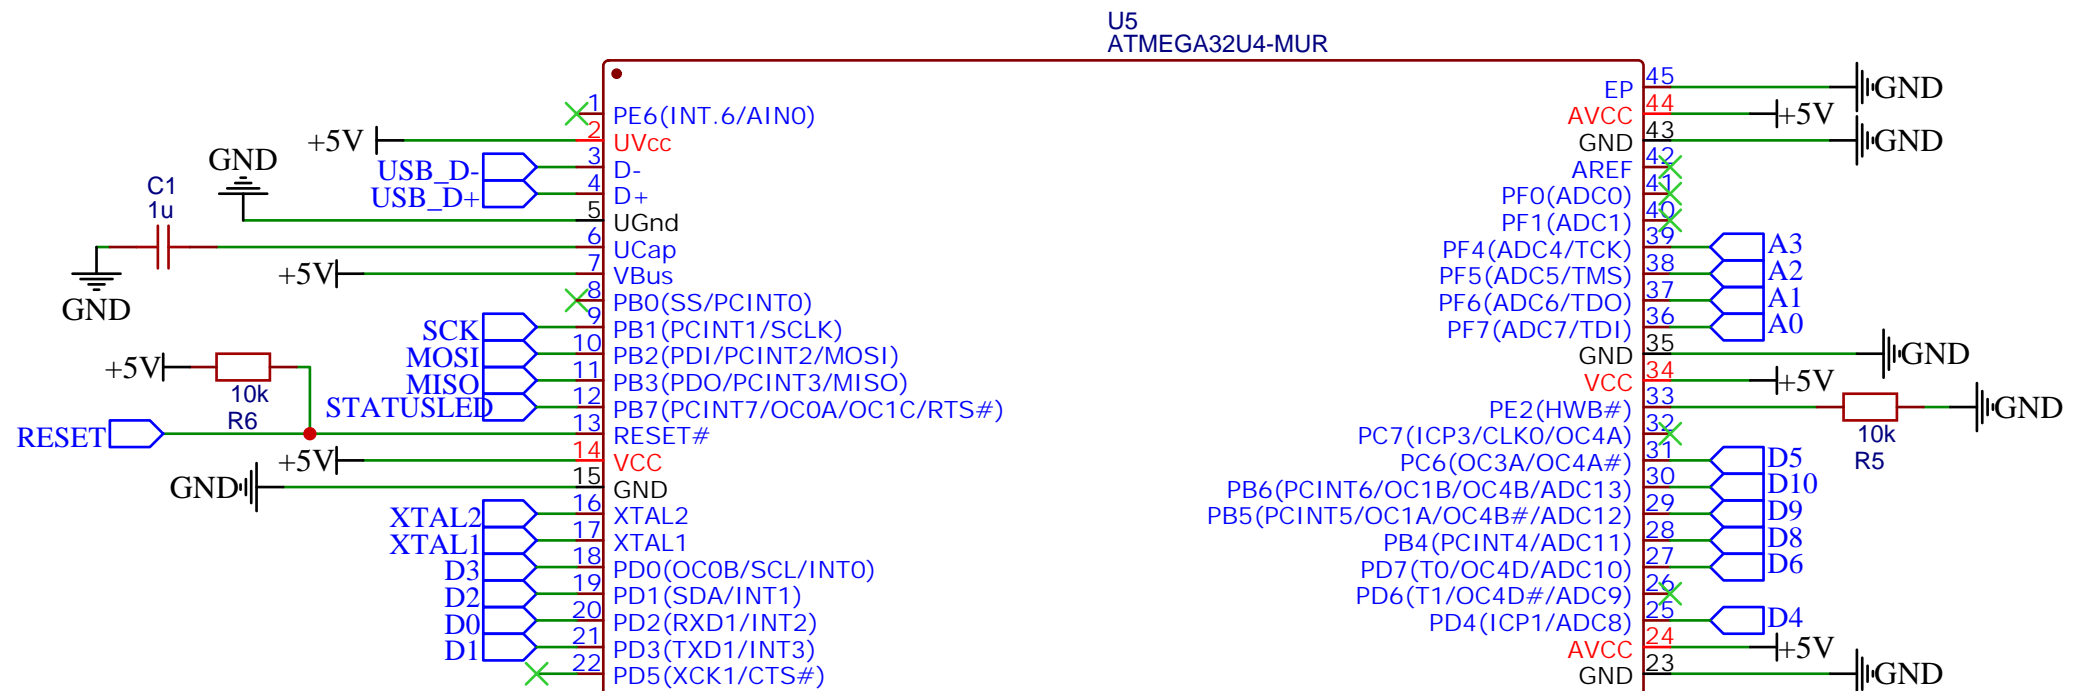 U5
ATMEGA32U4-MUR
1 PE6(INT.6/AIN0)
+5V 2 UVcc
USB_D- 3 D-
USB_D+ 4 D+
GND 5 UGnd
C1
1u
GND
6 UCap
+5V 7 VBus
8 PB0(SS/PCINT0)
SCK 9 PB1(PCINT1/SCLK)
MOSI 10 PB2(PDI/PCINT2/MOSI)
MISO 11 PB3(PDO/PCINT3/MISO)
STATUSLED 12 PB7(PCINT7/OC0A/OC1C/RTS#)
+5V
10k
R6
RESET 13 RESET#
+5V 14 VCC
GND 15 GND
XTAL2 16 XTAL2
XTAL1 17 XTAL1
D3 18 PD0(OC0B/SCL/INT0)
D2 19 PD1(SDA/INT1)
D0 20 PD2(RXD1/INT2)
D1 21 PD3(TXD1/INT3)
22 PD5(XCK1/CTS#)
EP 45 GND
AVCC 44 +5V
GND 43 GND
AREF 42
PF0(ADC0) 41
PF1(ADC1) 40
PF4(ADC4/TCK) 39 A3
PF5(ADC5/TMS) 38 A2
PF6(ADC6/TDO) 37 A1
PF7(ADC7/TDI) 36 A0
GND 35 GND
VCC 34 +5V
PE2(HWB#) 33 GND
10k
R5
PC7(ICP3/CLK0/OC4A) 32
PC6(OC3A/OC4A#) 31 D5
PB6(PCINT6/OC1B/OC4B/ADC13) 30 D10
PB5(PCINT5/OC1A/OC4B#/ADC12) 29 D9
PB4(PCINT4/ADC11) 28 D8
PD7(T0/OC4D/ADC10) 27 D6
PD6(T1/OC4D#/ADC9) 26
PD4(ICP1/ADC8) 25 D4
AVCC 24 +5V
GND 23 GND